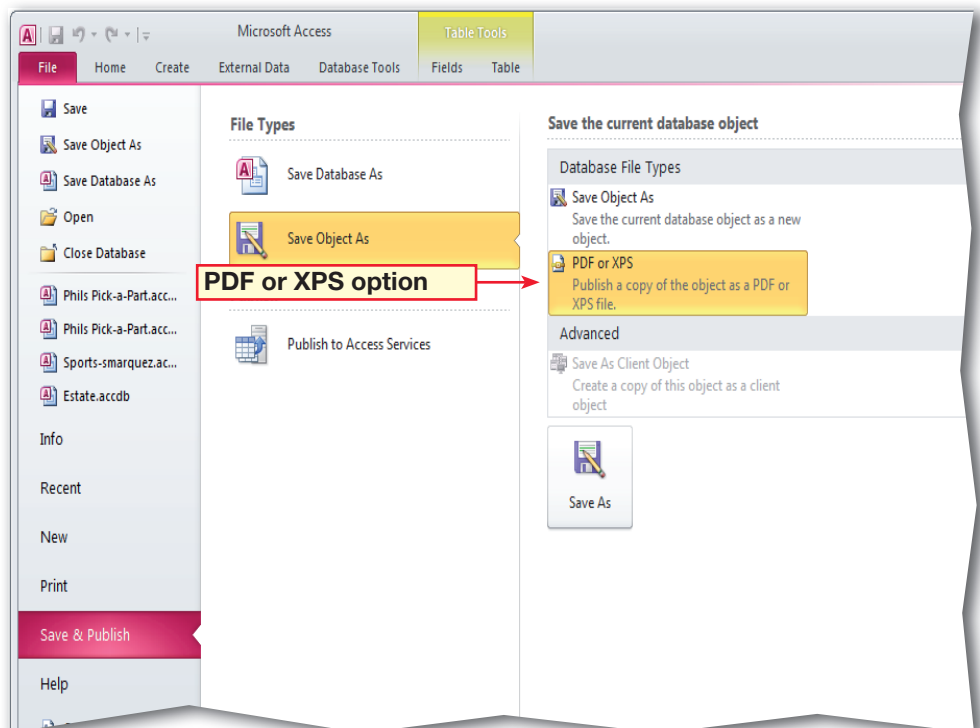 Microsoft Access
Table Tools
File Home Create External Data Database Tools Fields Table
Save
Save Object As
Save Database As
Open
Close Database
Phils Pick-a-Part.acc...
Phils Pick-a-Part.acc...
Sports-smarquez.ac...
Estate.accdb
Info
Recent
New
Print
Save & Publish
Help
File Types
Save Database As
Save Object As
PDF or XPS option
Publish to Access Services
Save the current database object
Database File Types
Save Object As
Save the current database object as a new
object.
PDF or XPS
Publish a copy of the object as a PDF or
XPS file.
Advanced
Save As Client Object
Create a copy of this object as a client
object
Save As